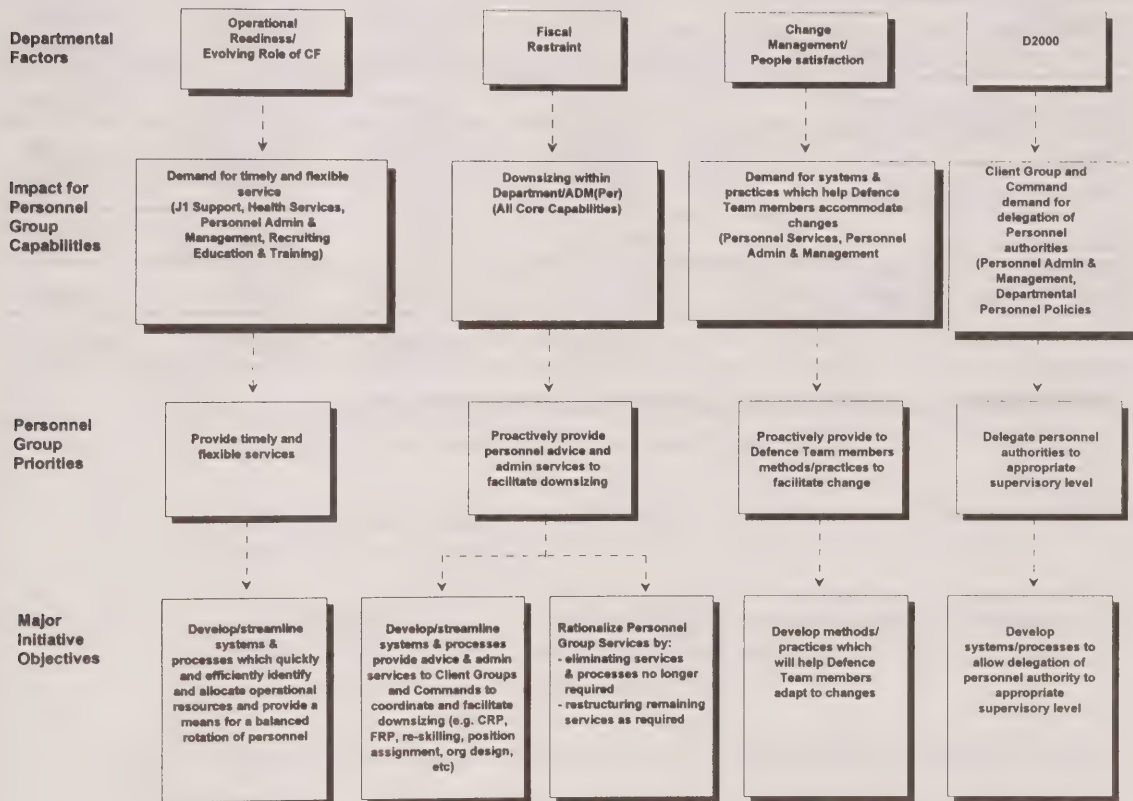 Departmental
Factors
Operational
Readiness/
Evolving Role of CF
Fiscal
Restraint
Change
Management/
People satisfaction
D2000
Impact for
Personnel
Group
Capabilities
Demand for timely and flexible
service
(J1 Support, Health Services,
Personnel Admin &
Management, Recruiting
Education & Training)
Downsizing within
Department/ADM(Per)
(All Core Capabilities)
Demand for systems &
practices which help Defence
Team members accommodate
changes
(Personnel Services, Personnel
Admin & Management
Client Group and
Command
demand for
delegation of
Personnel
authorities
(Personnel Admin &
Management,
Departmental
Personnel Policies
Personnel
Group
Priorities
Provide timely and
flexible services
Proactively provide
personnel advice and
admin services to
facilitate downsizing
Proactively provide to
Defence Team members
methods/practices to
facilitate change
Delegate personnel
authorities to
appropriate
supervisory level
Major
Initiative
Objectives
Develop/streamline
systems &
processes which quickly
and efficiently identify
and allocate operational
resources and provide a
means for a balanced
rotation of personnel
Develop/streamline
systems & processes
provide advice & admin
services to Client Groups
and Commands to
coordinate and facilitate
downsizing (e.g. CRP,
FRP, re-skilling, position
assignment, org design,
etc)
Rationalize Personnel
Group Services by:
- eliminating services
& processes no longer
required
- restructuring remaining
services as required
Develop methods/
practices which
will help Defence
Team members
adapt to changes
Develop
systems/processes to
allow delegation of
personnel authority to
appropriate
supervisory level